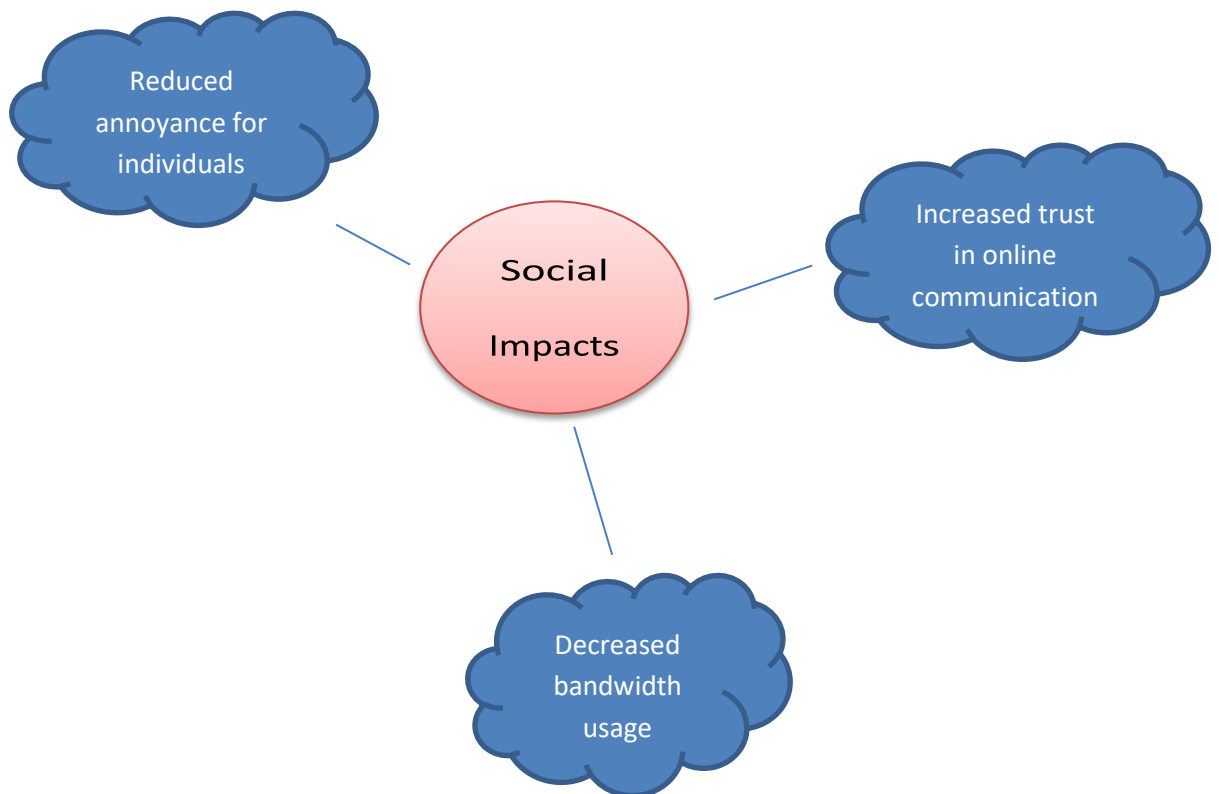 Reduced
annoyance for
individuals
Social
Impacts
Increased trust
in online
communication
Decreased
bandwidth
usage